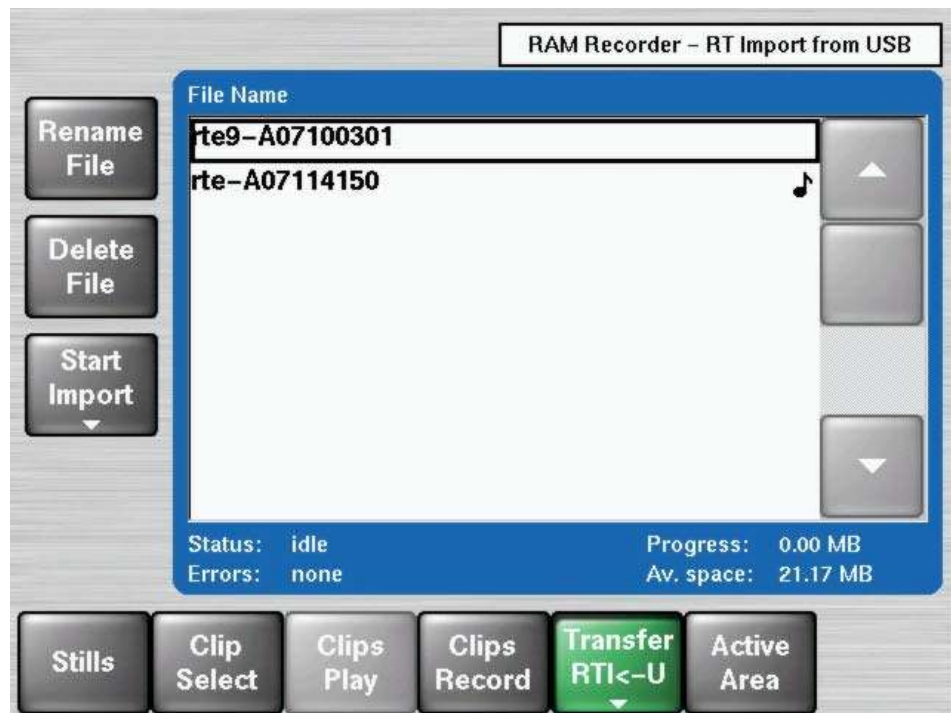 RAM Recorder – RT Import from USB
File Name
Rename
File
rte9–A07100301
rte–A07114150
Delete
File
Start
Import
Status: idle
Progress: 0.00 MB
Errors: none
Av. space: 21.17 MB
Stills
Clip
Select
Clips
Play
Clips
Record
Transfer
RTI<–U
Active
Area